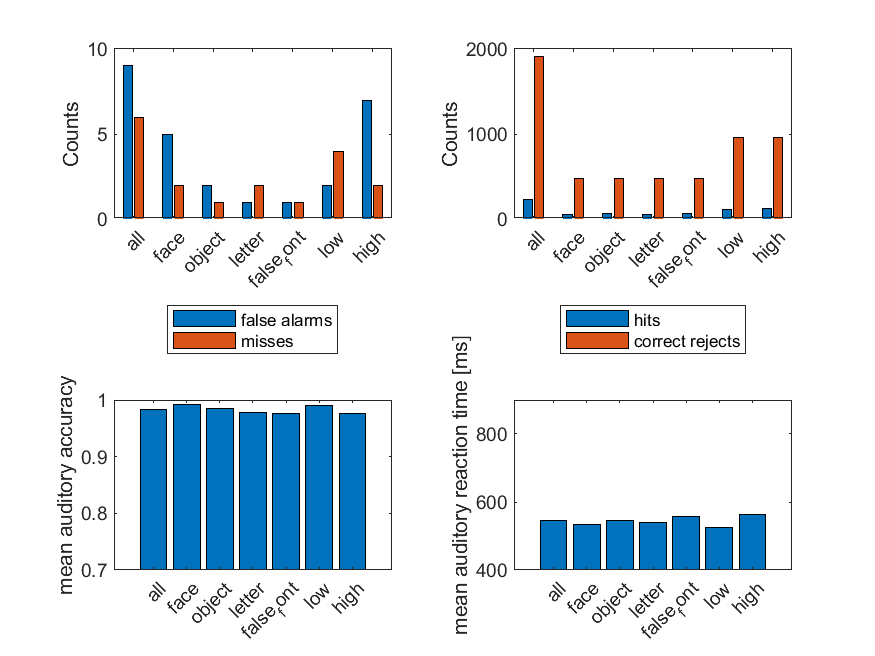 10
5
0
Counts
all
face
object
letter
false_font
low
high
false alarms
misses
2000
1000
0
Counts
all
face
object
letter
false_font
low
high
hits
correct rejects
1
0.9
0.8
0.7
mean auditory accuracy
all
face
object
letter
false_font
low
high
800
600
400
mean auditory reaction time [ms]
all
face
object
letter
false_font
low
high